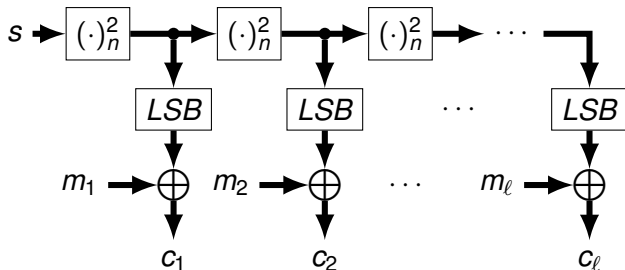 s (·)²ₙ (·)²ₙ (·)²ₙ ···
LSB LSB ··· LSB
m₁ m₂ ··· m_ℓ
c₁ c₂ c_ℓ